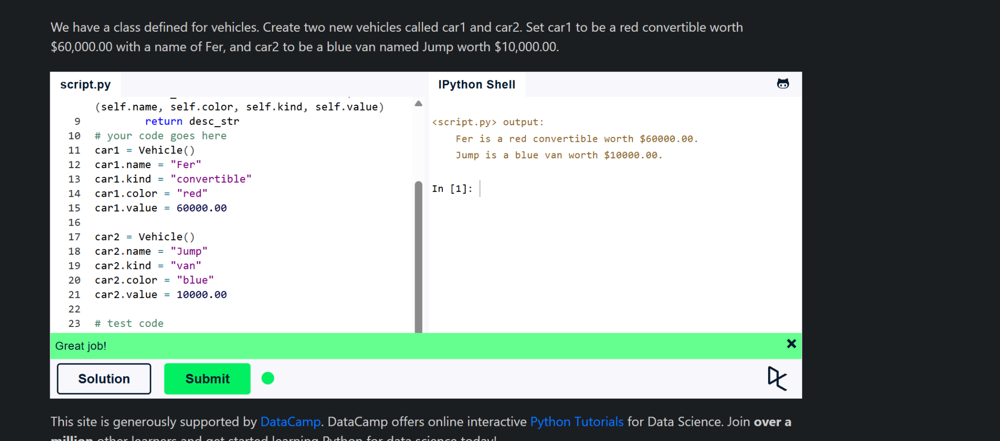 We have a class defined for vehicles. Create two new vehicles called car1 and car2. Set car1 to be a red convertible worth
$60,000.00 with a name of Fer, and car2 to be a blue van named Jump worth $10,000.00.
script.py
(self.name, self.color, self.kind, self.value)
9 return desc_str
10 # your code goes here
11 car1 = Vehicle()
12 car1.name = "Fer"
13 car1.kind = "convertible"
14 car1.color = "red"
15 car1.value = 60000.00
16
17 car2 = Vehicle()
18 car2.name = "Jump"
19 car2.kind = "van"
20 car2.color = "blue"
21 car2.value = 10000.00
22
23 # test code
IPython Shell
<script.py> output:
Fer is a red convertible worth $60000.00.
Jump is a blue van worth $10000.00.
In [1]:
Great job!
Solution
Submit
This site is generously supported by DataCamp. DataCamp offers online interactive Python Tutorials for Data Science. Join over a
million other learners and get started learning Python for data science today!